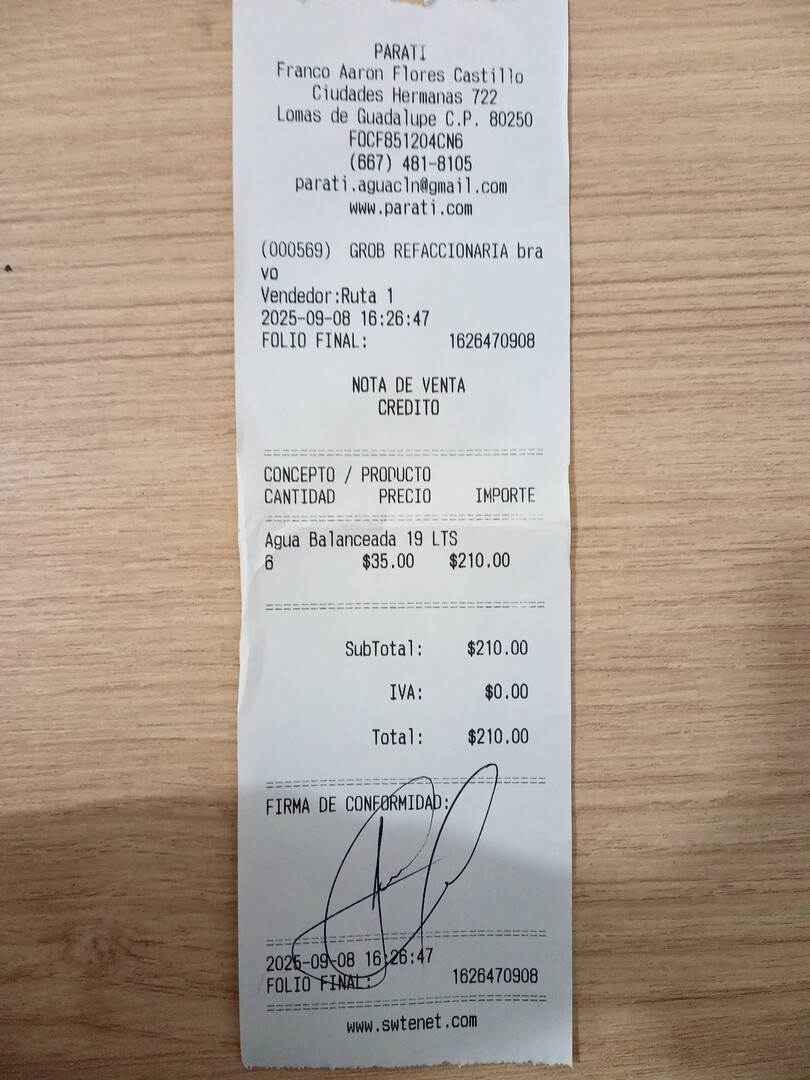 PARATI
Franco Aaron Flores Castillo
Ciudades Hermanas 722
Lomas de Guadalupe C.P. 80250
FOCF851204CN6
(667) 481-8105
parati.aguacln@gmail.com
www.parati.com
(000569) GROB REFACCIONARIA bra
vo
Vendedor:Ruta 1
2025-09-08 16:26:47
FOLIO FINAL: 1626470908
NOTA DE VENTA
CREDITO
CONCEPTO / PRODUCTO
CANTIDAD PRECIO IMPORTE
Agua Balanceada 19 LTS
6 $35.00 $210.00
SubTotal: $210.00
IVA: $0.00
Total: $210.00
FIRMA DE CONFORMIDAD:
2025-09-08 16:26:47
FOLIO FINAL: 1626470908
www.swtenet.com